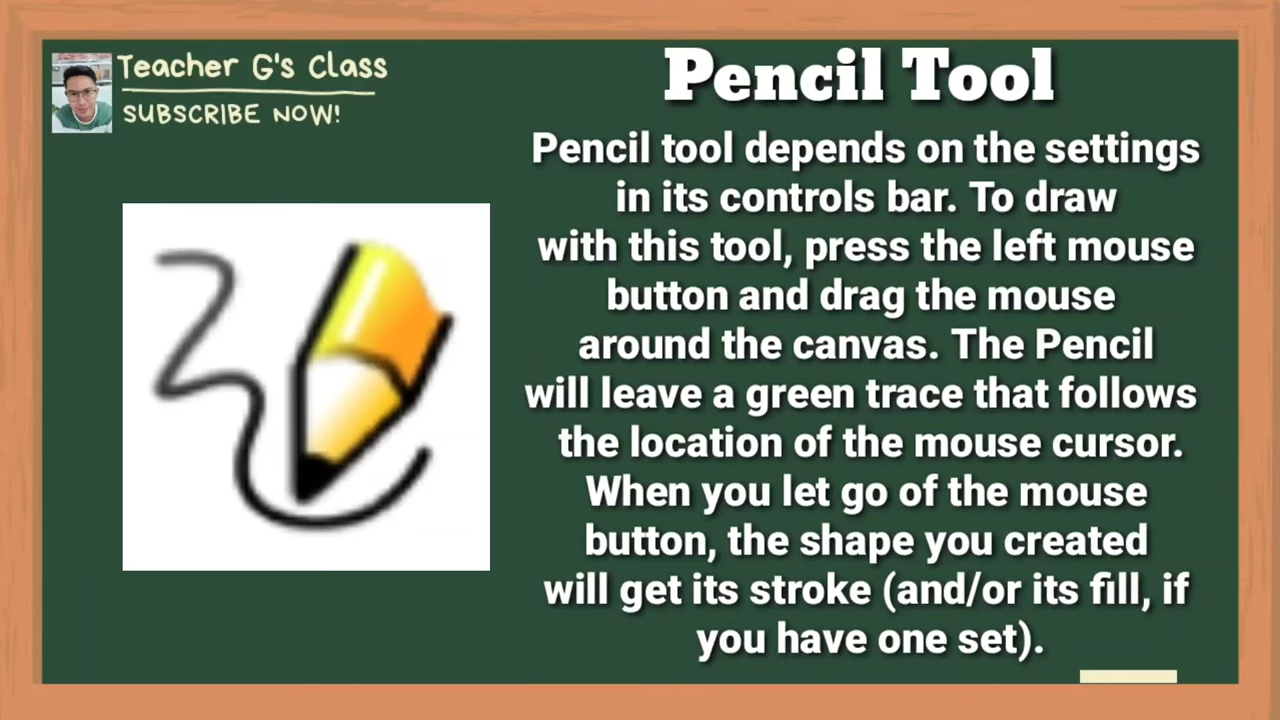 Teacher G's Class
SUBSCRIBE NOW!
Pencil Tool
Pencil tool depends on the settings
in its controls bar. To draw
with this tool, press the left mouse
button and drag the mouse
around the canvas. The Pencil
will leave a green trace that follows
the location of the mouse cursor.
When you let go of the mouse
button, the shape you created
will get its stroke (and/or its fill, if
you have one set).